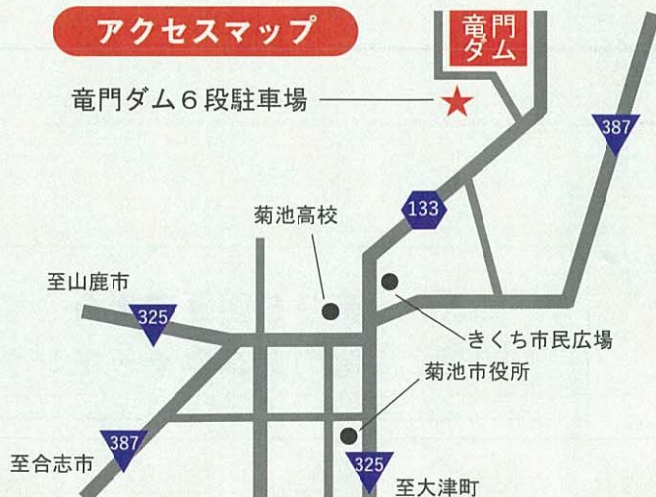 アクセスマップ
竜門
ダム
竜門ダム6段駐車場
387
133
菊池高校
至山鹿市
325
きくち市民広場
菊池市役所
387
至合志市
325
至大津町